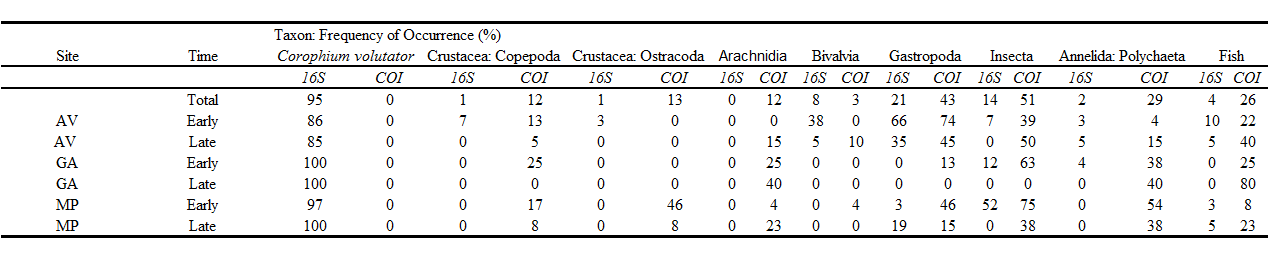 Taxon: Frequency of Occurrence (%)
Site Time Corophium volutator Crustacea: Copepoda Crustacea: Ostracoda Arachnidia Bivalvia Gastropoda Insecta Annelida: Polychaeta Fish
16S COI 16S COI 16S COI 16S COI 16S COI 16S COI 16S COI 16S COI 16S COI
Total 95 0 1 12 1 13 0 12 8 3 21 43 14 51 2 29 4 26
AV Early 86 0 7 13 3 0 0 0 38 0 66 74 7 39 3 4 10 22
AV Late 85 0 0 5 0 0 0 15 5 10 35 45 0 50 5 15 5 40
GA Early 100 0 0 25 0 0 0 25 0 0 0 13 12 63 4 38 0 25
GA Late 100 0 0 0 0 0 0 40 0 0 0 0 0 0 0 40 0 80
MP Early 97 0 0 17 0 46 0 4 0 4 3 46 52 75 0 54 3 8
MP Late 100 0 0 8 0 8 0 23 0 0 19 15 0 38 0 38 5 23